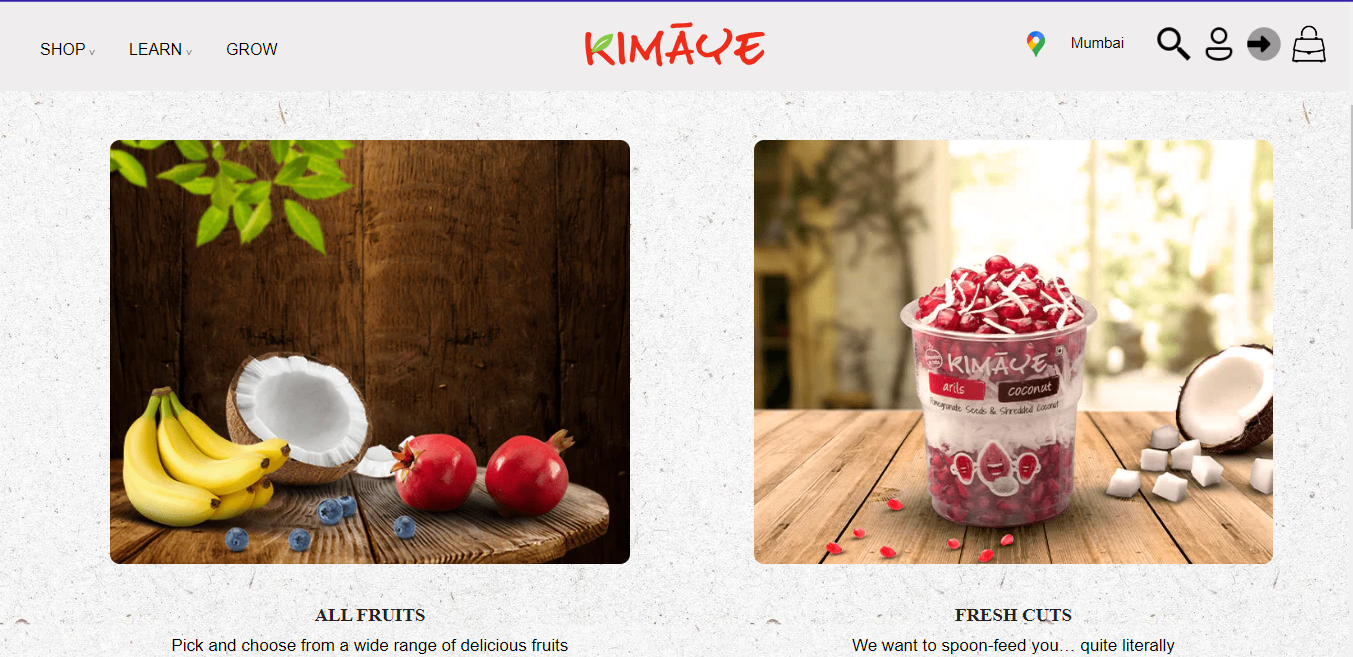 SHOP v
LEARN v
GROW
KIMĀYE
Mumbai
KIMĀYE
arils
coconut
Pomegranate Seeds & Shredded Coconut
ALL FRUITS
Pick and choose from a wide range of delicious fruits
FRESH CUTS
We want to spoon-feed you… quite literally